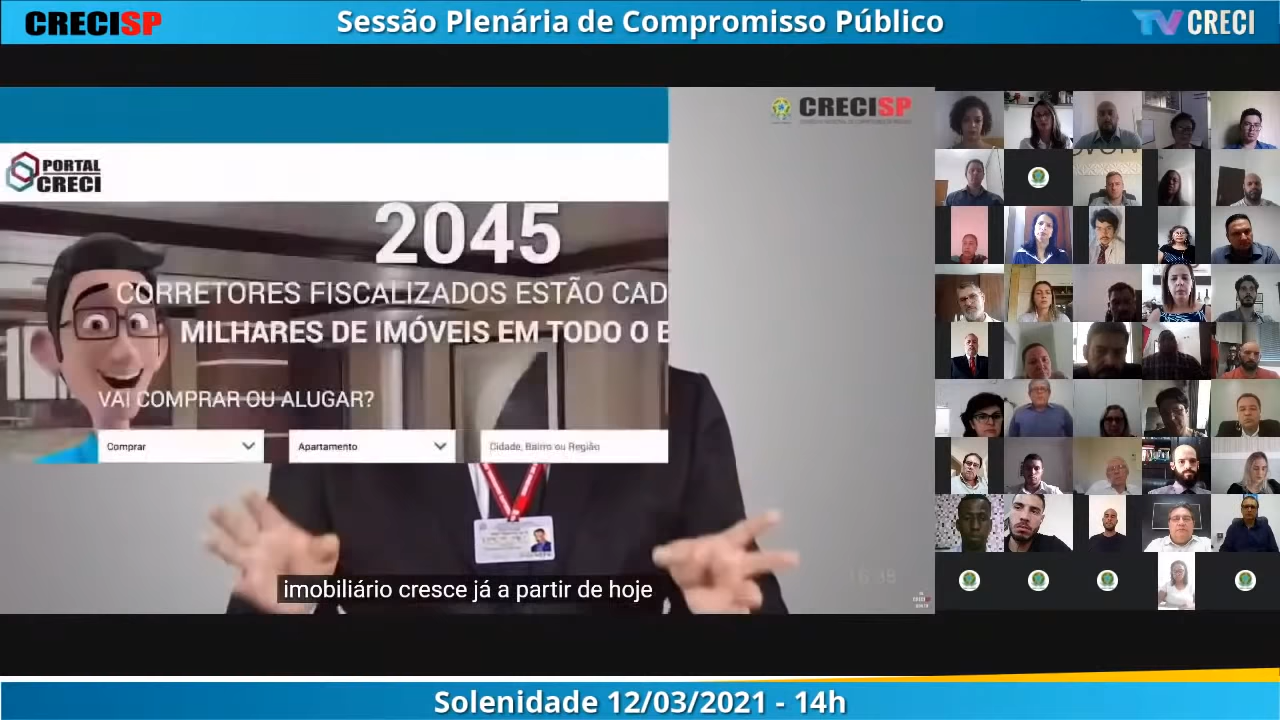 CRECISP
Sessão Plenária de Compromisso Público
TV CRECI
CRECISP
PORTAL
CRECI
2045
CORRETORES FISCALIZADOS ESTÃO CAD
MILHARES DE IMÓVEIS EM TODO O E
VAI COMPRAR OU ALUGAR?
Comprar
Apartamento
Cidade, Bairro ou Região
imobiliário cresce já a partir de hoje
Solenidade 12/03/2021 - 14h